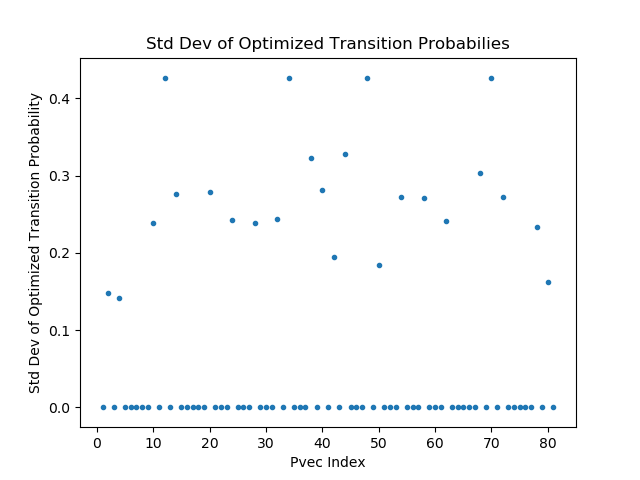 Std Dev of Optimized Transition Probabilies
Std Dev of Optimized Transition Probability
0.4
0.3
0.2
0.1
0.0
0 10 20 30 40 50 60 70 80
Pvec Index